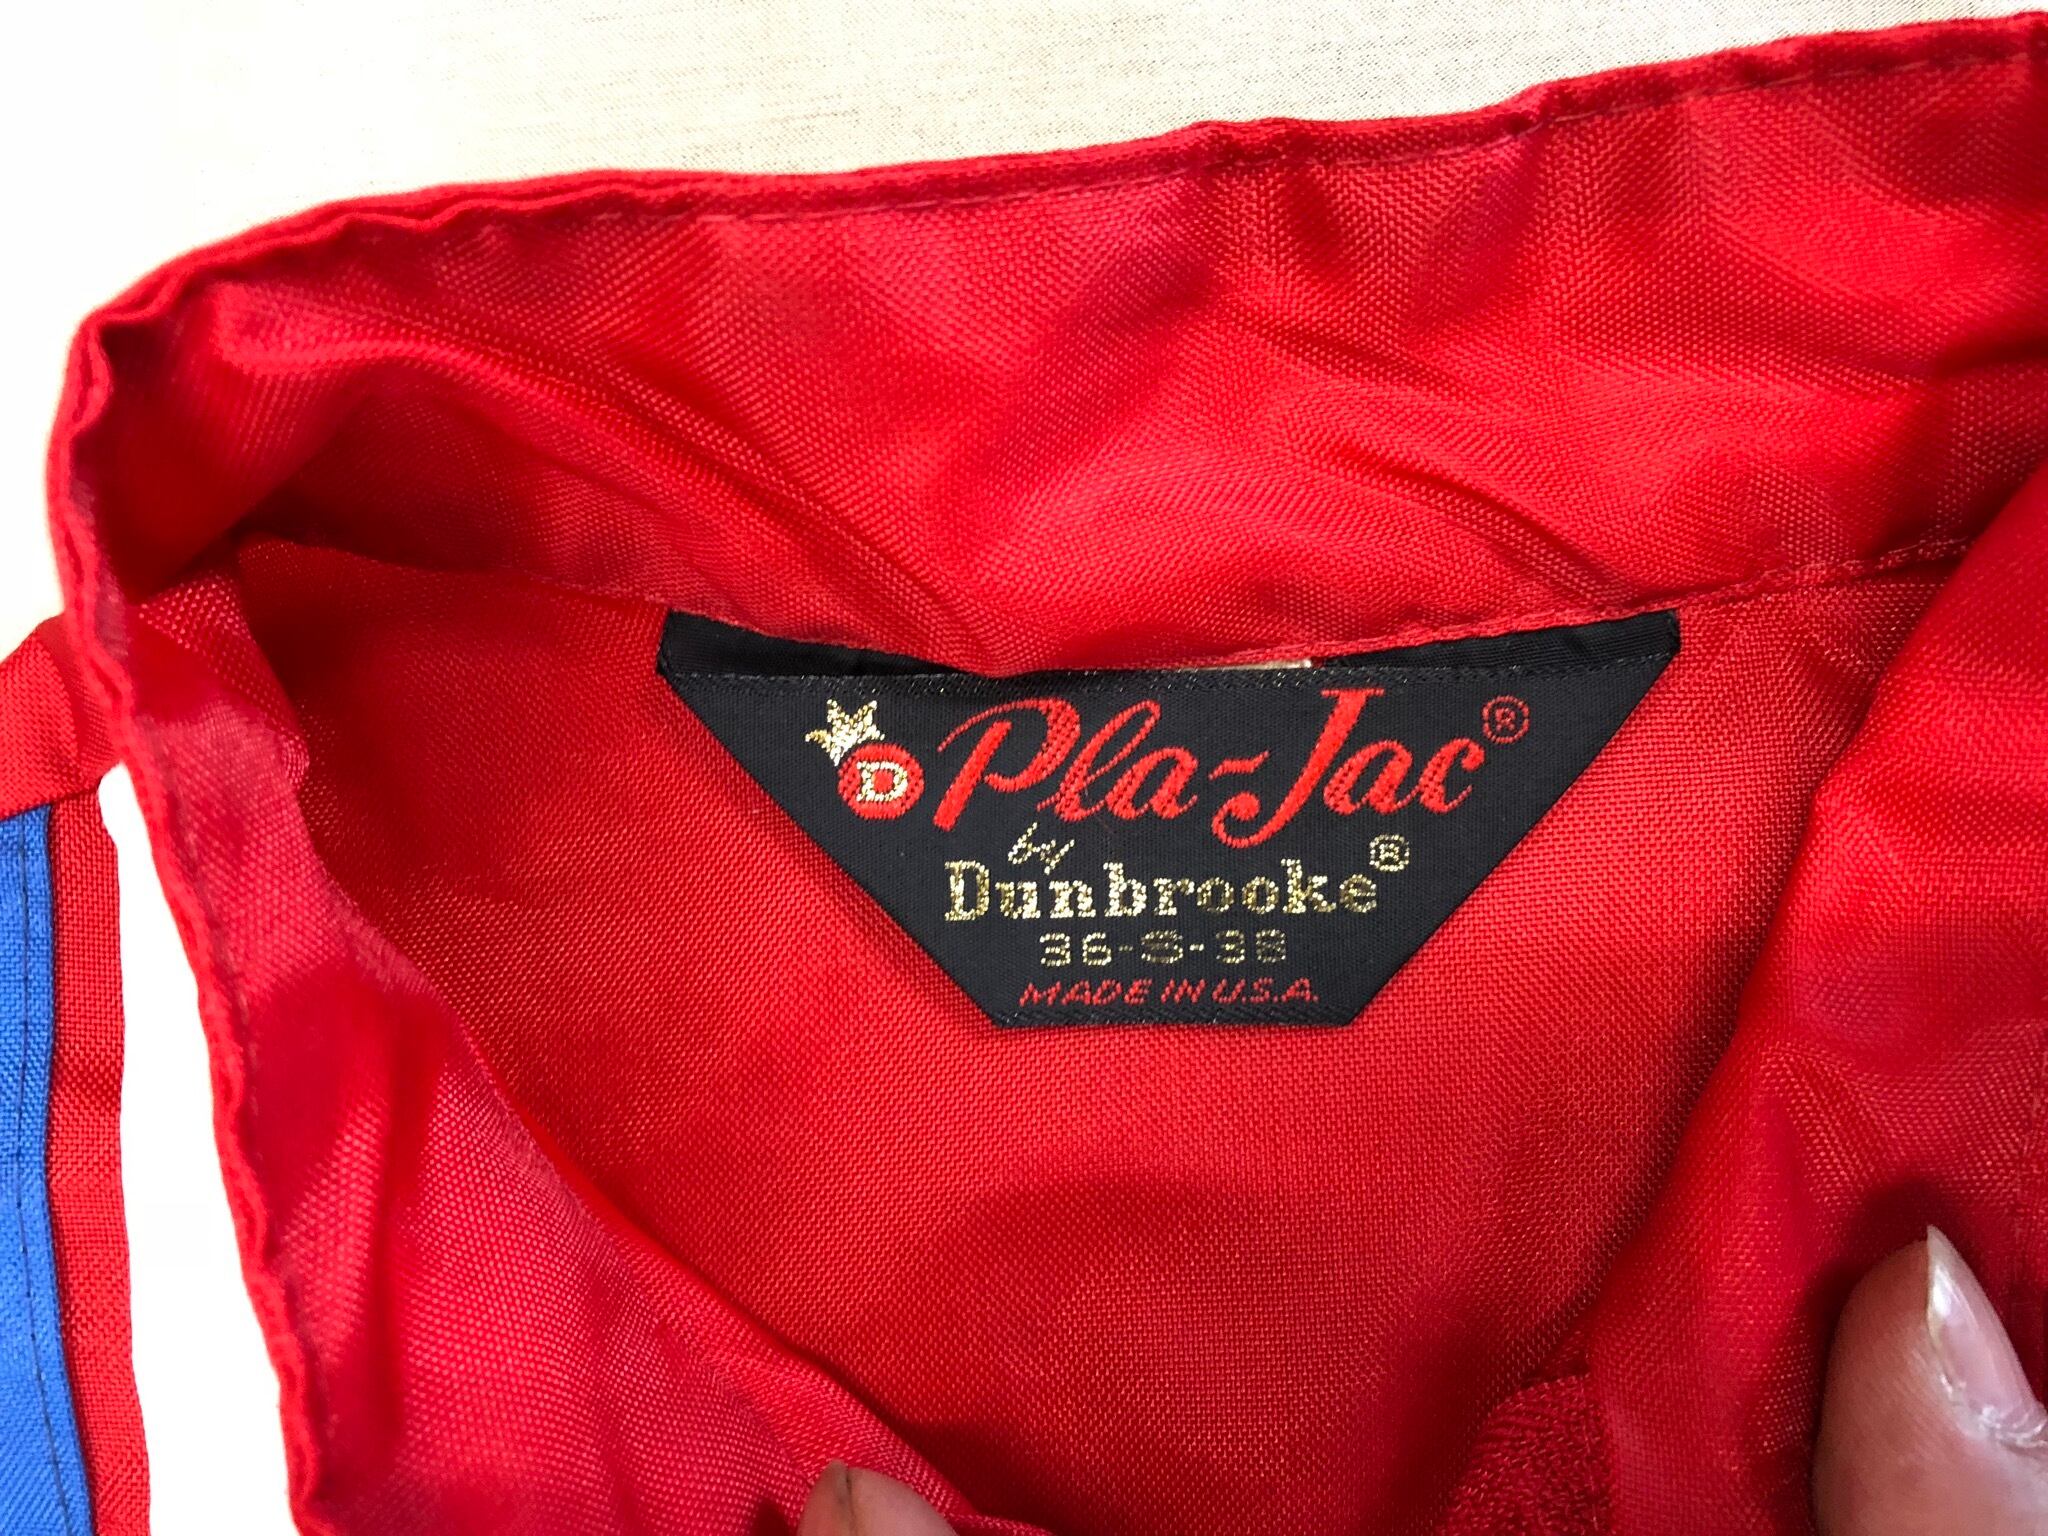 D Pla-Jac®
by
Dunbrooke®
36-S-38
MADE IN U.S.A.